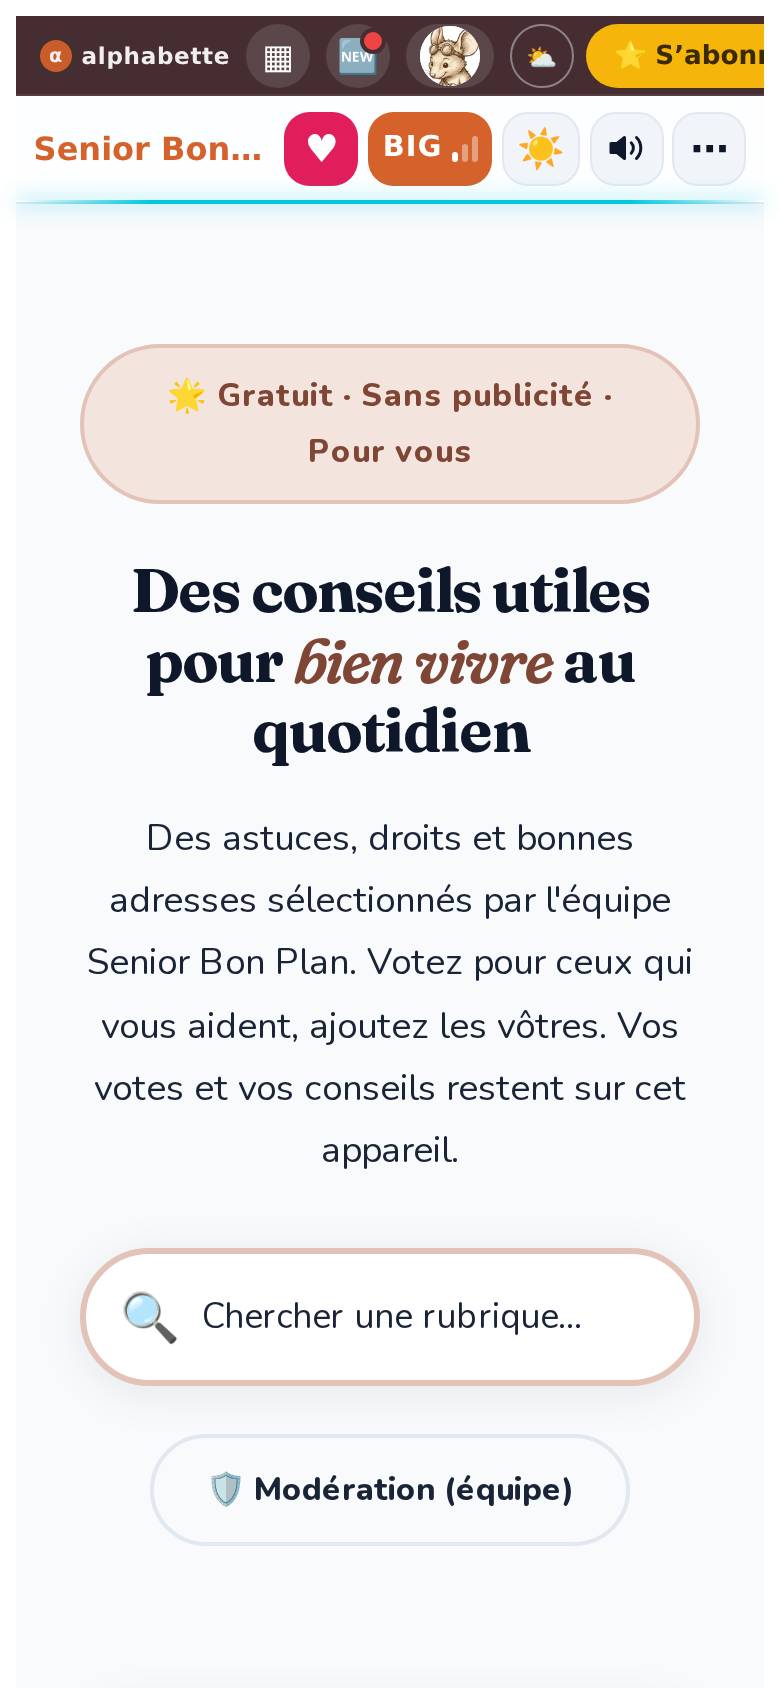 α alphabette NEW ⭐ S’abon
Senior Bon... BIG
Gratuit · Sans publicité ·
Pour vous
Des conseils utiles
pour bien vivre au
quotidien
Des astuces, droits et bonnes
adresses sélectionnés par l'équipe
Senior Bon Plan. Votez pour ceux qui
vous aident, ajoutez les vôtres. Vos
votes et vos conseils restent sur cet
appareil.
Chercher une rubrique...
Modération (équipe)